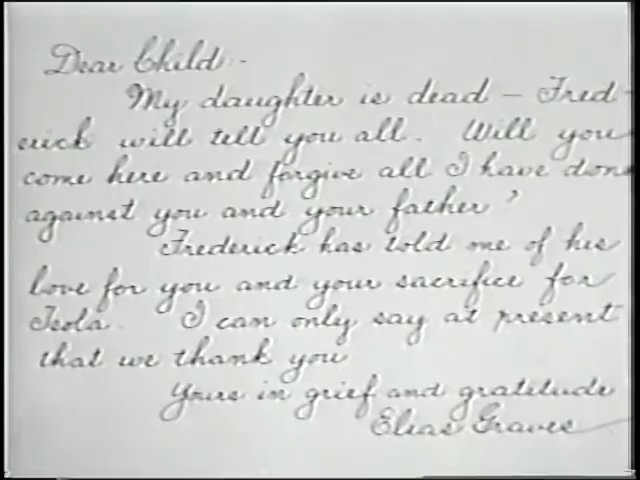 Dear Child -
My daughter is dead - Fred-
erick will tell you all. Will you
come here and forgive all I have done
against you and your father?
Frederick has told me of his
love for you and your sacrifice for
Teola. I can only say at present
that we thank you
Yours in grief and gratitude
Elias Graves